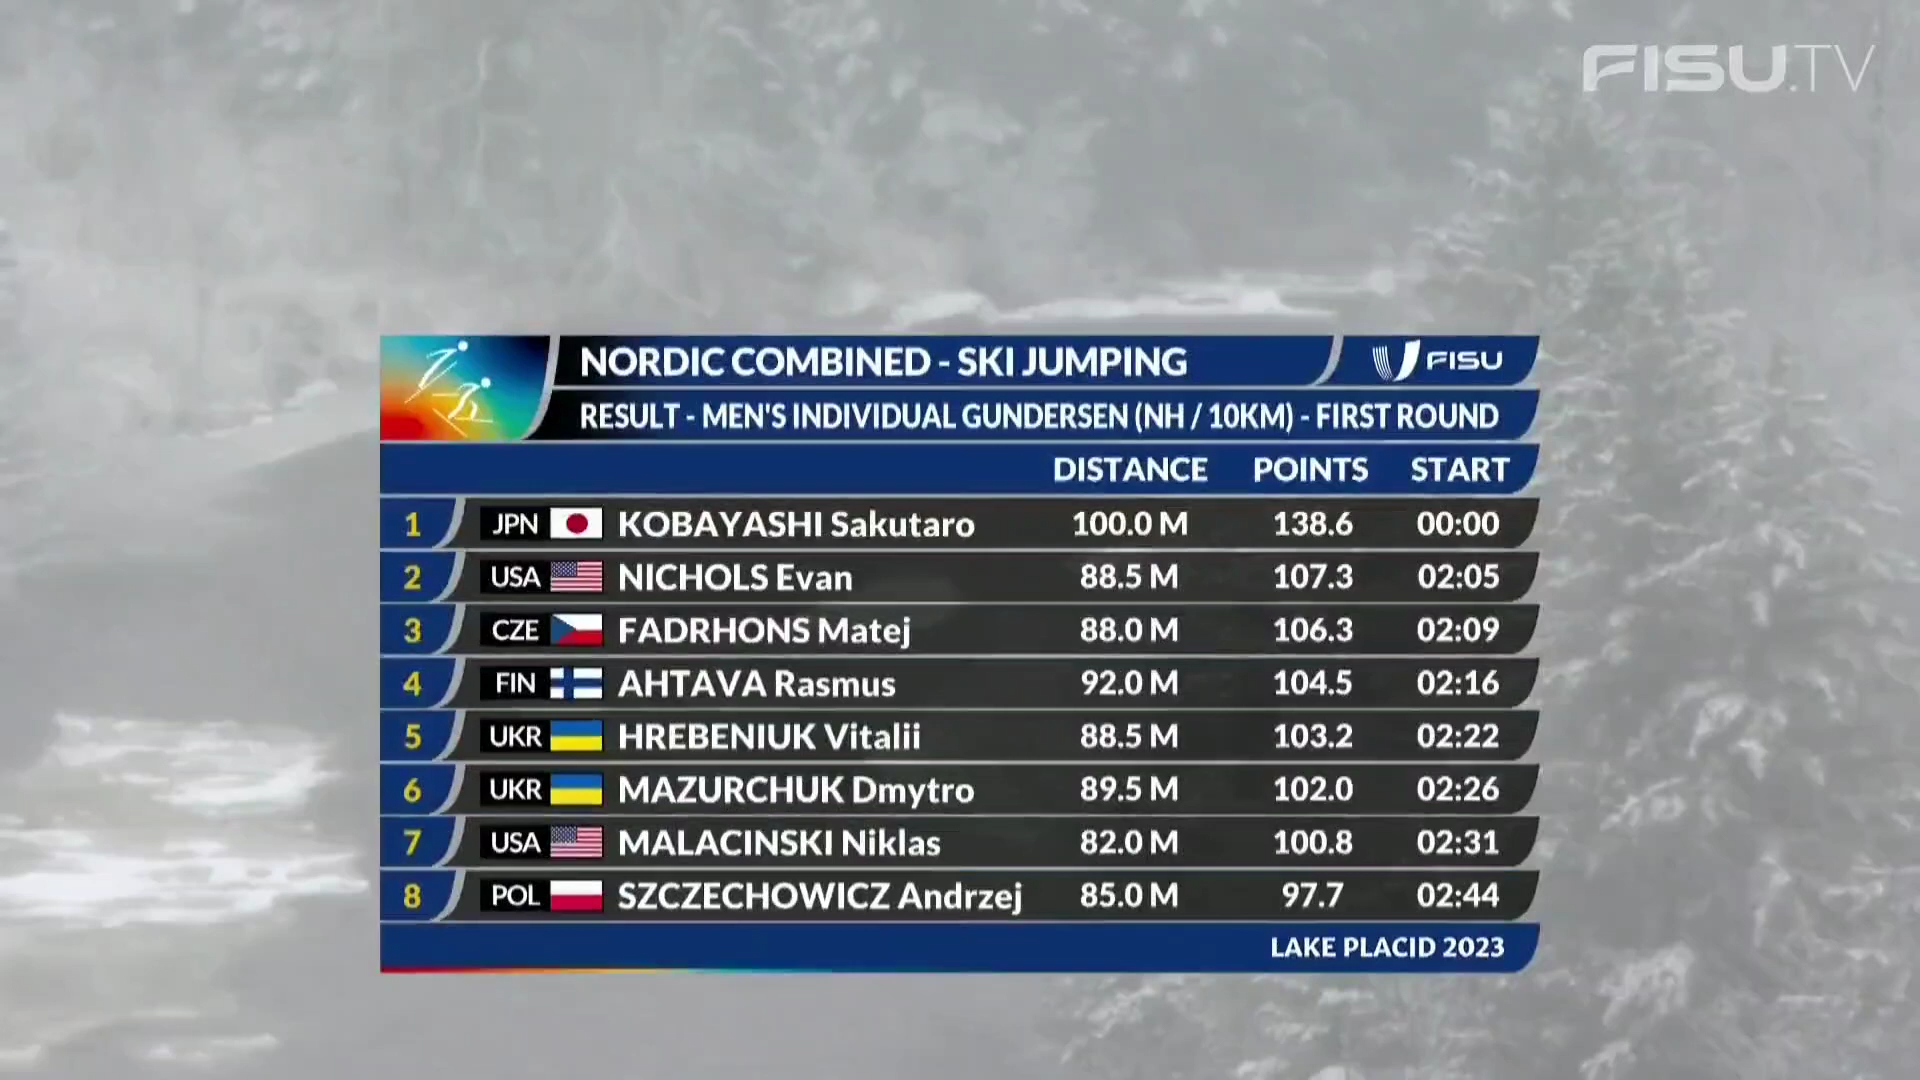 FISU.TV
NORDIC COMBINED - SKI JUMPING
FISU
RESULT - MEN'S INDIVIDUAL GUNDERSEN (NH / 10KM) - FIRST ROUND
DISTANCE POINTS START
1 JPN KOBAYASHI Sakutaro 100.0 M 138.6 00:00
2 USA NICHOLS Evan 88.5 M 107.3 02:05
3 CZE FADRHONS Matej 88.0 M 106.3 02:09
4 FIN AHTAVA Rasmus 92.0 M 104.5 02:16
5 UKR HREBENIUK Vitalii 88.5 M 103.2 02:22
6 UKR MAZURCHUK Dmytro 89.5 M 102.0 02:26
7 USA MALACINSKI Niklas 82.0 M 100.8 02:31
8 POL SZCZECHOWICZ Andrzej 85.0 M 97.7 02:44
LAKE PLACID 2023